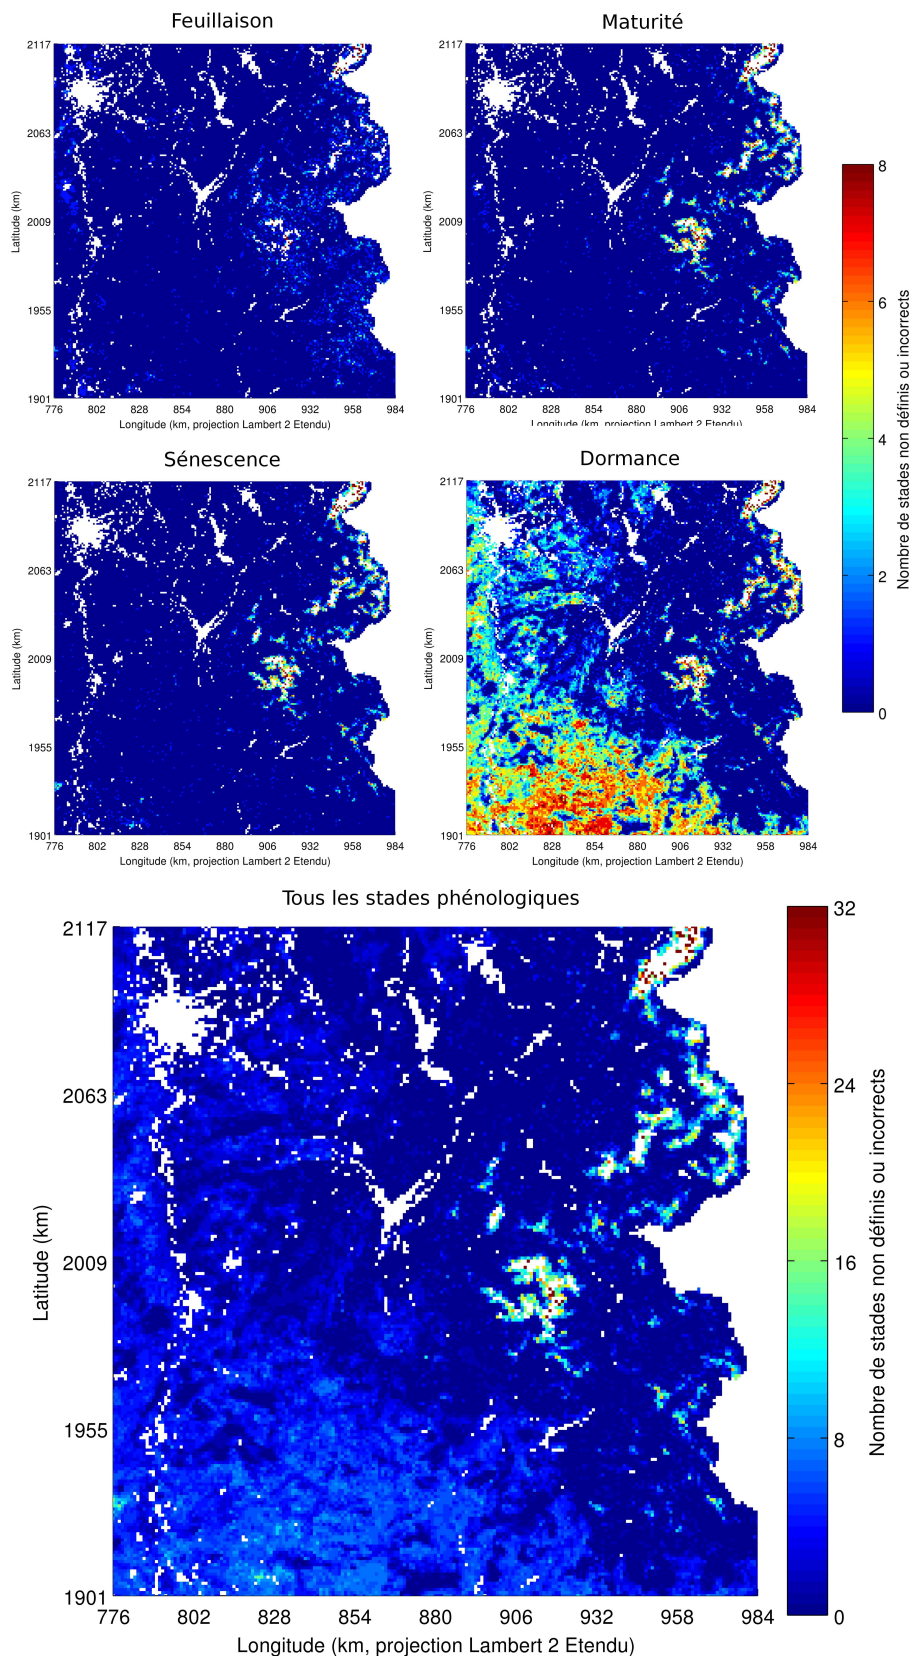 Feuillaison
Maturité
2117
2063
2009
1955
1901
Latitude (km)
776 802 828 854 880 906 932 958 984
Longitude (km, projection Lambert 2 Etendu)
2117
2063
2009
1955
1901
Latitude (km)
776 802 828 854 880 906 932 958 984
Longitude (km, projection Lambert 2 Etendu)
Sénescence
Dormance
2117
2063
2009
1955
1901
Latitude (km)
776 802 828 854 880 906 932 958 984
Longitude (km, projection Lambert 2 Etendu)
2117
2063
2009
1955
1901
Latitude (km)
776 802 828 854 880 906 932 958 984
Longitude (km, projection Lambert 2 Etendu)
8
6
4
2
0
Nombre de stades non définis ou incorrects
Tous les stades phénologiques
2117
2063
2009
1955
1901
Latitude (km)
776 802 828 854 880 906 932 958 984
Longitude (km, projection Lambert 2 Etendu)
32
24
16
8
0
Nombre de stades non définis ou incorrects